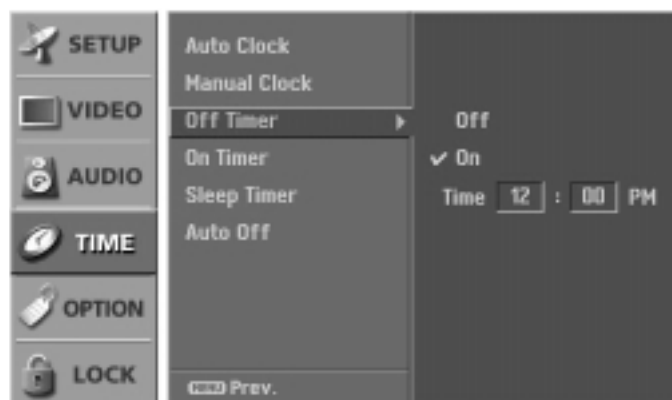 SETUP
VIDEO
AUDIO
TIME
OPTION
LOCK
Auto Clock
Manual Clock
Off Timer
On Timer
Sleep Timer
Auto Off
MENU Prev.
Off
On
Time 12 : 00 PM